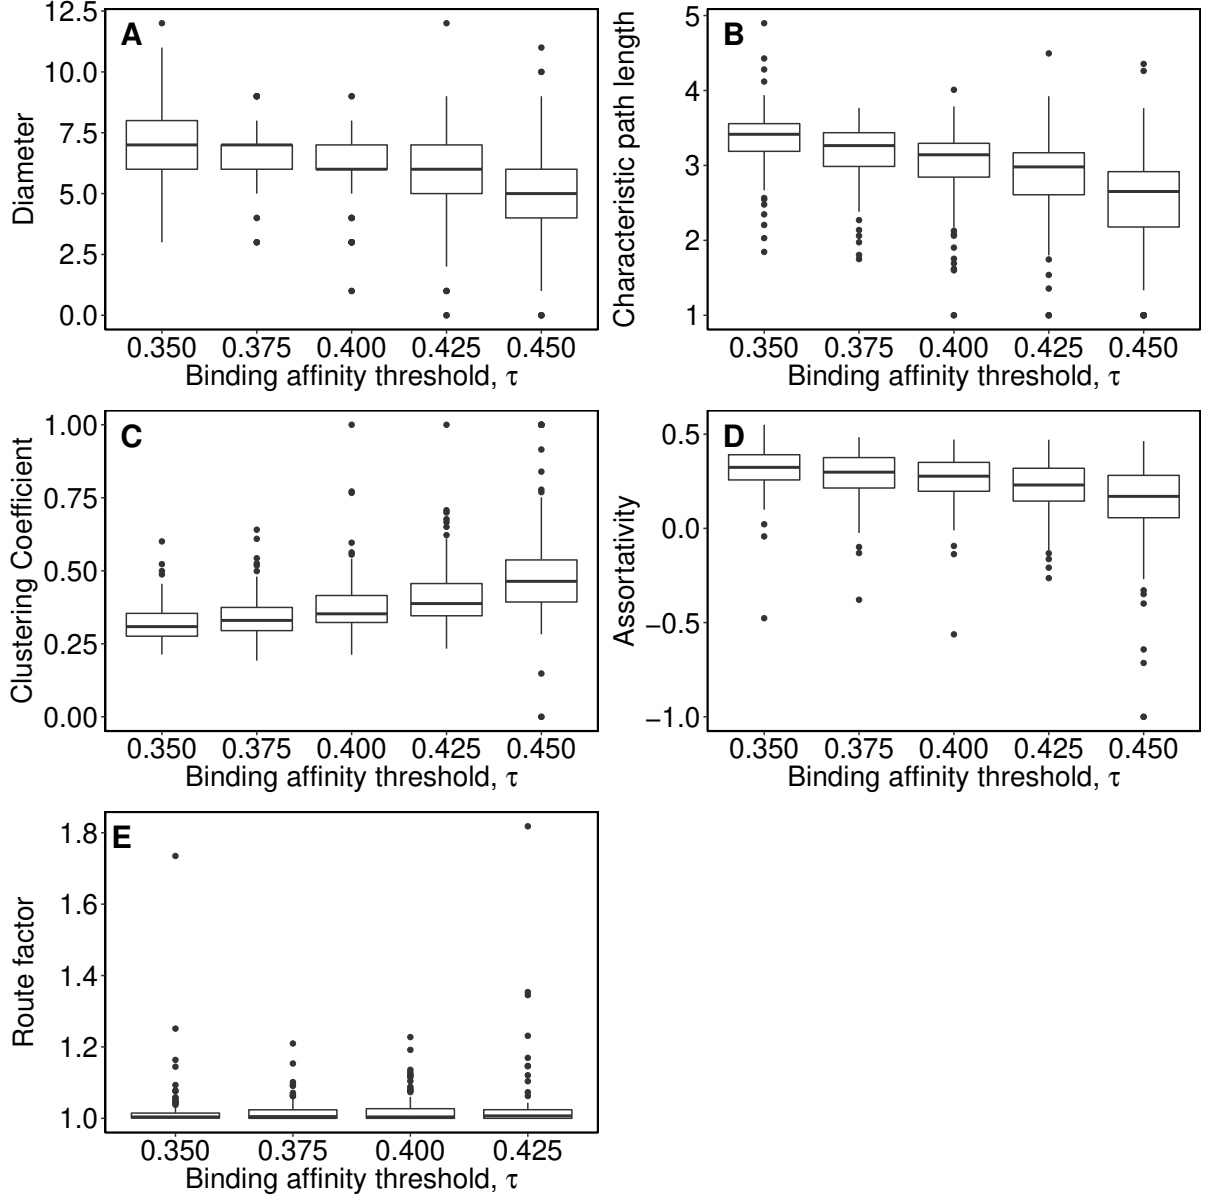 A
Diameter
12.5
10.0
7.5
5.0
2.5
0.0
0.350 0.375 0.400 0.425 0.450
Binding affinity threshold, τ
B
Characteristic path length
5
4
3
2
1
0.350 0.375 0.400 0.425 0.450
Binding affinity threshold, τ
C
Clustering Coefficient
1.00
0.75
0.50
0.25
0.00
0.350 0.375 0.400 0.425 0.450
Binding affinity threshold, τ
D
Assortativity
0.5
0.0
−0.5
−1.0
0.350 0.375 0.400 0.425 0.450
Binding affinity threshold, τ
E
Route factor
1.8
1.6
1.4
1.2
1.0
0.350 0.375 0.400 0.425
Binding affinity threshold, τ